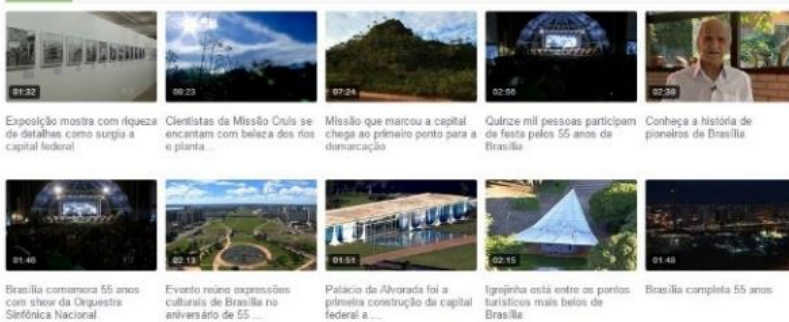 01:32
08:23
07:24
02:56
02:38
Exposição mostra com riqueza
de detalhes como surgiu a
capital federal
Cientistas da Missão Cruls se
encantam com beleza dos rios
e planta...
Missão que marcou a capital
chega ao primeiro ponto para a
demarcação
Quinze mil pessoas participam
de festa pelos 55 anos de
Brasília
Conheça a história de
pioneiros de Brasília
01:46
02:13
01:51
02:15
01:48
Brasília comemora 55 anos
com show da Orquestra
Sinfônica Nacional
Evento reúne expressões
culturais de Brasília no
aniversário de 55 ...
Palácio da Alvorada foi a
primeira construção da capital
federal a ...
Igrejinha está entre os pontos
turísticos mais belos de
Brasília
Brasília completa 55 anos